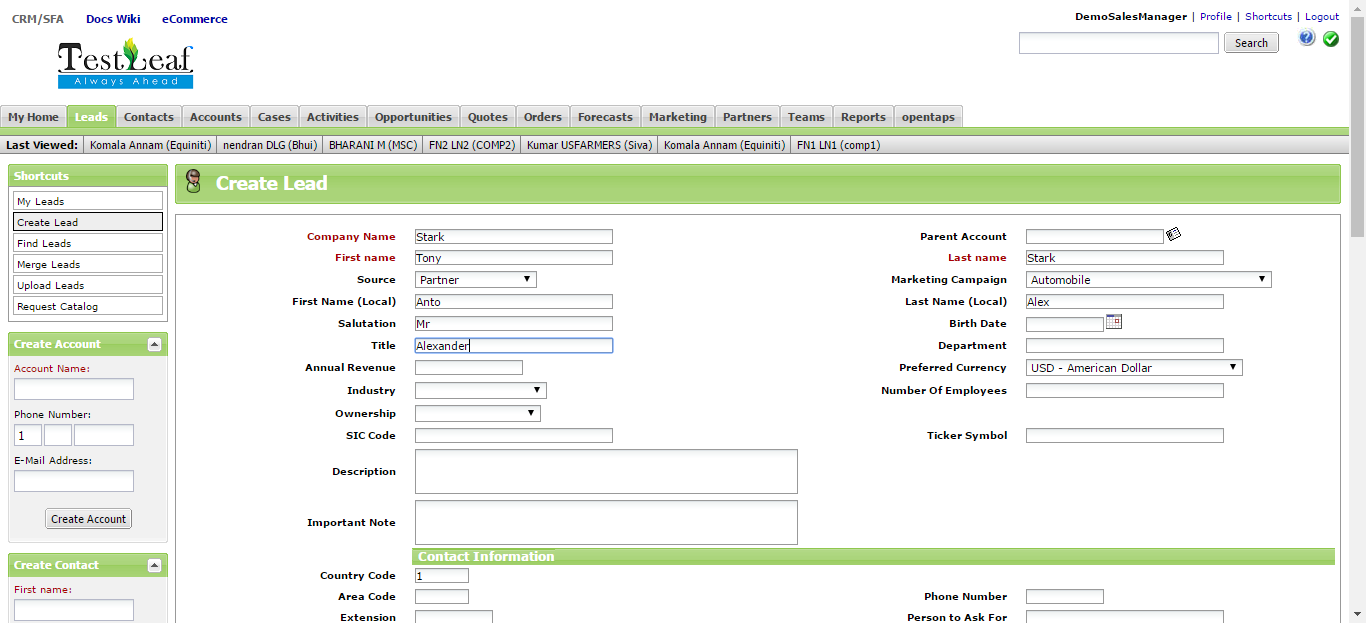 CRM/SFA Docs Wiki eCommerce
DemoSalesManager | Profile | Shortcuts | Logout
TestLeaf
Always Ahead
Search
My Home Leads Contacts Accounts Cases Activities Opportunities Quotes Orders Forecasts Marketing Partners Teams Reports opentaps
Last Viewed: Komala Annam (Equiniti) nendran DLG (Bhui) BHARANI M (MSC) FN2 LN2 (COMP2) Kumar USFARMERS (Siva) Komala Annam (Equiniti) FN1 LN1 (comp1)
Shortcuts
My Leads
Create Lead
Find Leads
Merge Leads
Upload Leads
Request Catalog
Create Account
Account Name:
Phone Number:
1
E-Mail Address:
Create Account
Create Contact
First name:
Create Lead
Company Name Stark Parent Account
First name Tony Last name Stark
Source Partner Marketing Campaign Automobile
First Name (Local) Anto Last Name (Local) Alex
Salutation Mr Birth Date
Title Alexander Department
Annual Revenue Preferred Currency USD - American Dollar
Industry Number Of Employees
Ownership
SIC Code Ticker Symbol
Description
Important Note
Contact Information
Country Code 1
Area Code Phone Number
Extension Person to Ask For